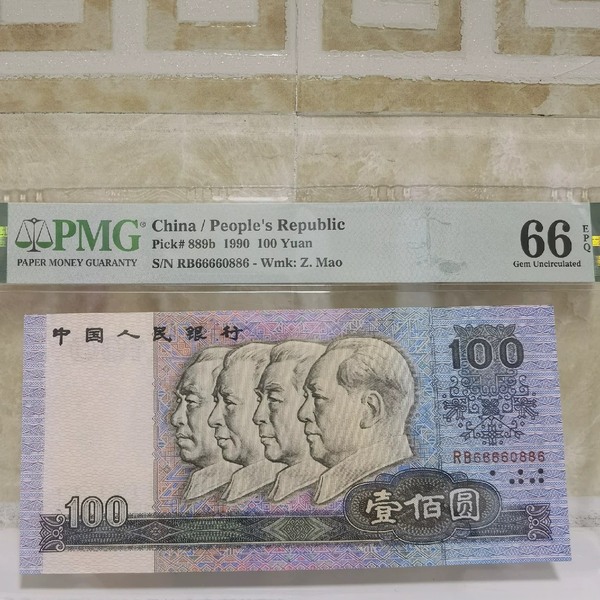 PMG®
PAPER MONEY GUARANTY
China / People's Republic
Pick# 889b 1990 100 Yuan
S/N RB66660886 - Wmk: Z. Mao
66 EPQ
Gem Uncirculated
中国人民银行
100
RB66660886
100
壹佰圆